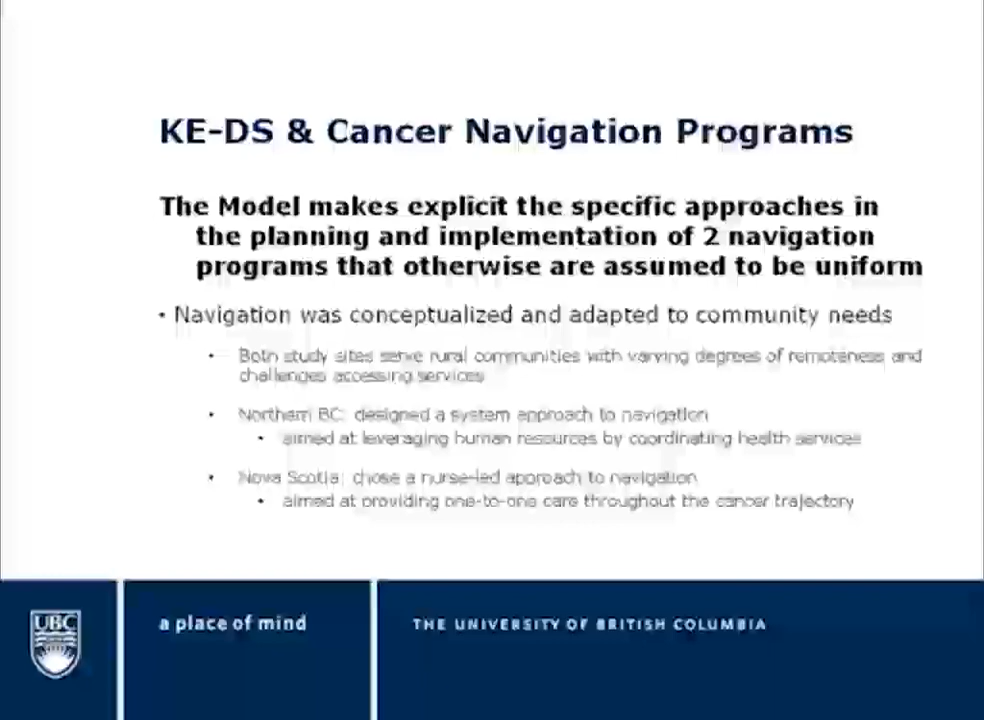 KE-DS & Cancer Navigation Programs
The Model makes explicit the specific approaches in
the planning and implementation of 2 navigation
programs that otherwise are assumed to be uniform
• Navigation was conceptualized and adapted to community needs
• Both study sites serve rural communities with varying degrees of remoteness and
challenges accessing services
• Northern BC: designed a system approach to navigation
• aimed at leveraging human resources by coordinating health services
• Nova Scotia: chose a nurse-led approach to navigation
• aimed at providing one-to-one care throughout the cancer trajectory
UBC
a place of mind
THE UNIVERSITY OF BRITISH COLUMBIA